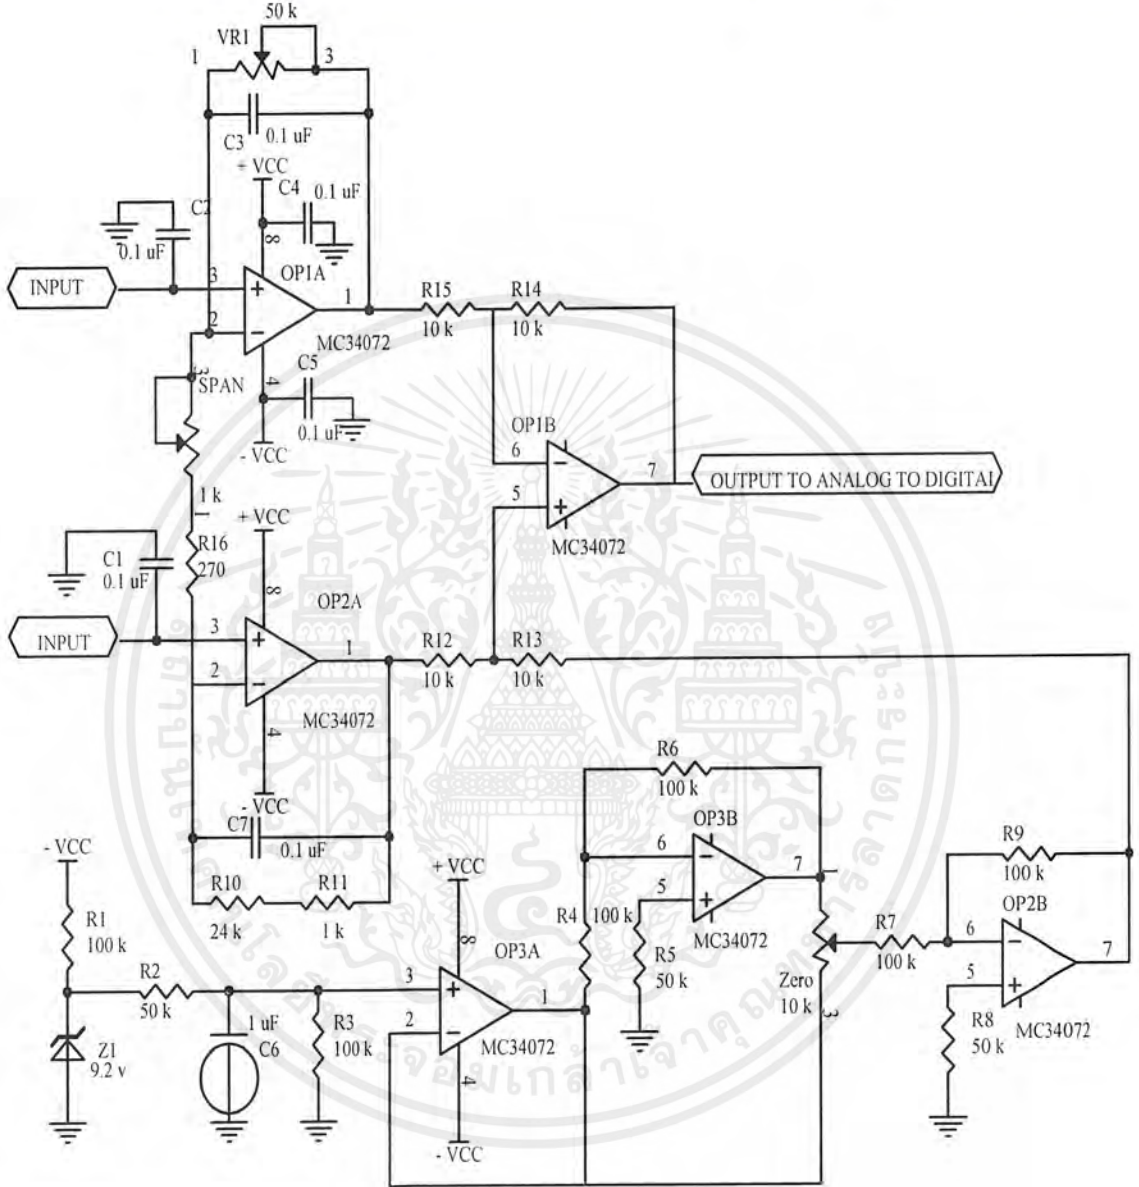 50 k
VR1
1
3
C3
0.1 uF
+ VCC
C4
0.1 uF
C2
0.1 uF
8
INPUT
3
OP1A
1
2
MC34072
R15
10 k
R14
10 k
3
SPAN
4
C5
0.1 uF
- VCC
OP1B
6
7
5
MC34072
OUTPUT TO ANALOG TO DIGITAl
1 k
1
+ VCC
C1
0.1 uF
R16
270
8
OP2A
INPUT
3
1
2
MC34072
4
R12
10 k
R13
10 k
- VCC
C7
0.1 uF
R10
24 k
R11
1 k
R6
100 k
OP3B
6
7
5
MC34072
1
R9
100 k
OP2B
- VCC
R1
100 k
+ VCC
8
R4
100 k
R5
50 k
R7
100 k
6
7
5
MC34072
Zero
10 k
3
R8
50 k
R2
50 k
OP3A
3
1
2
MC34072
4
Z1
9.2 v
1 uF
C6
R3
100 k
- VCC